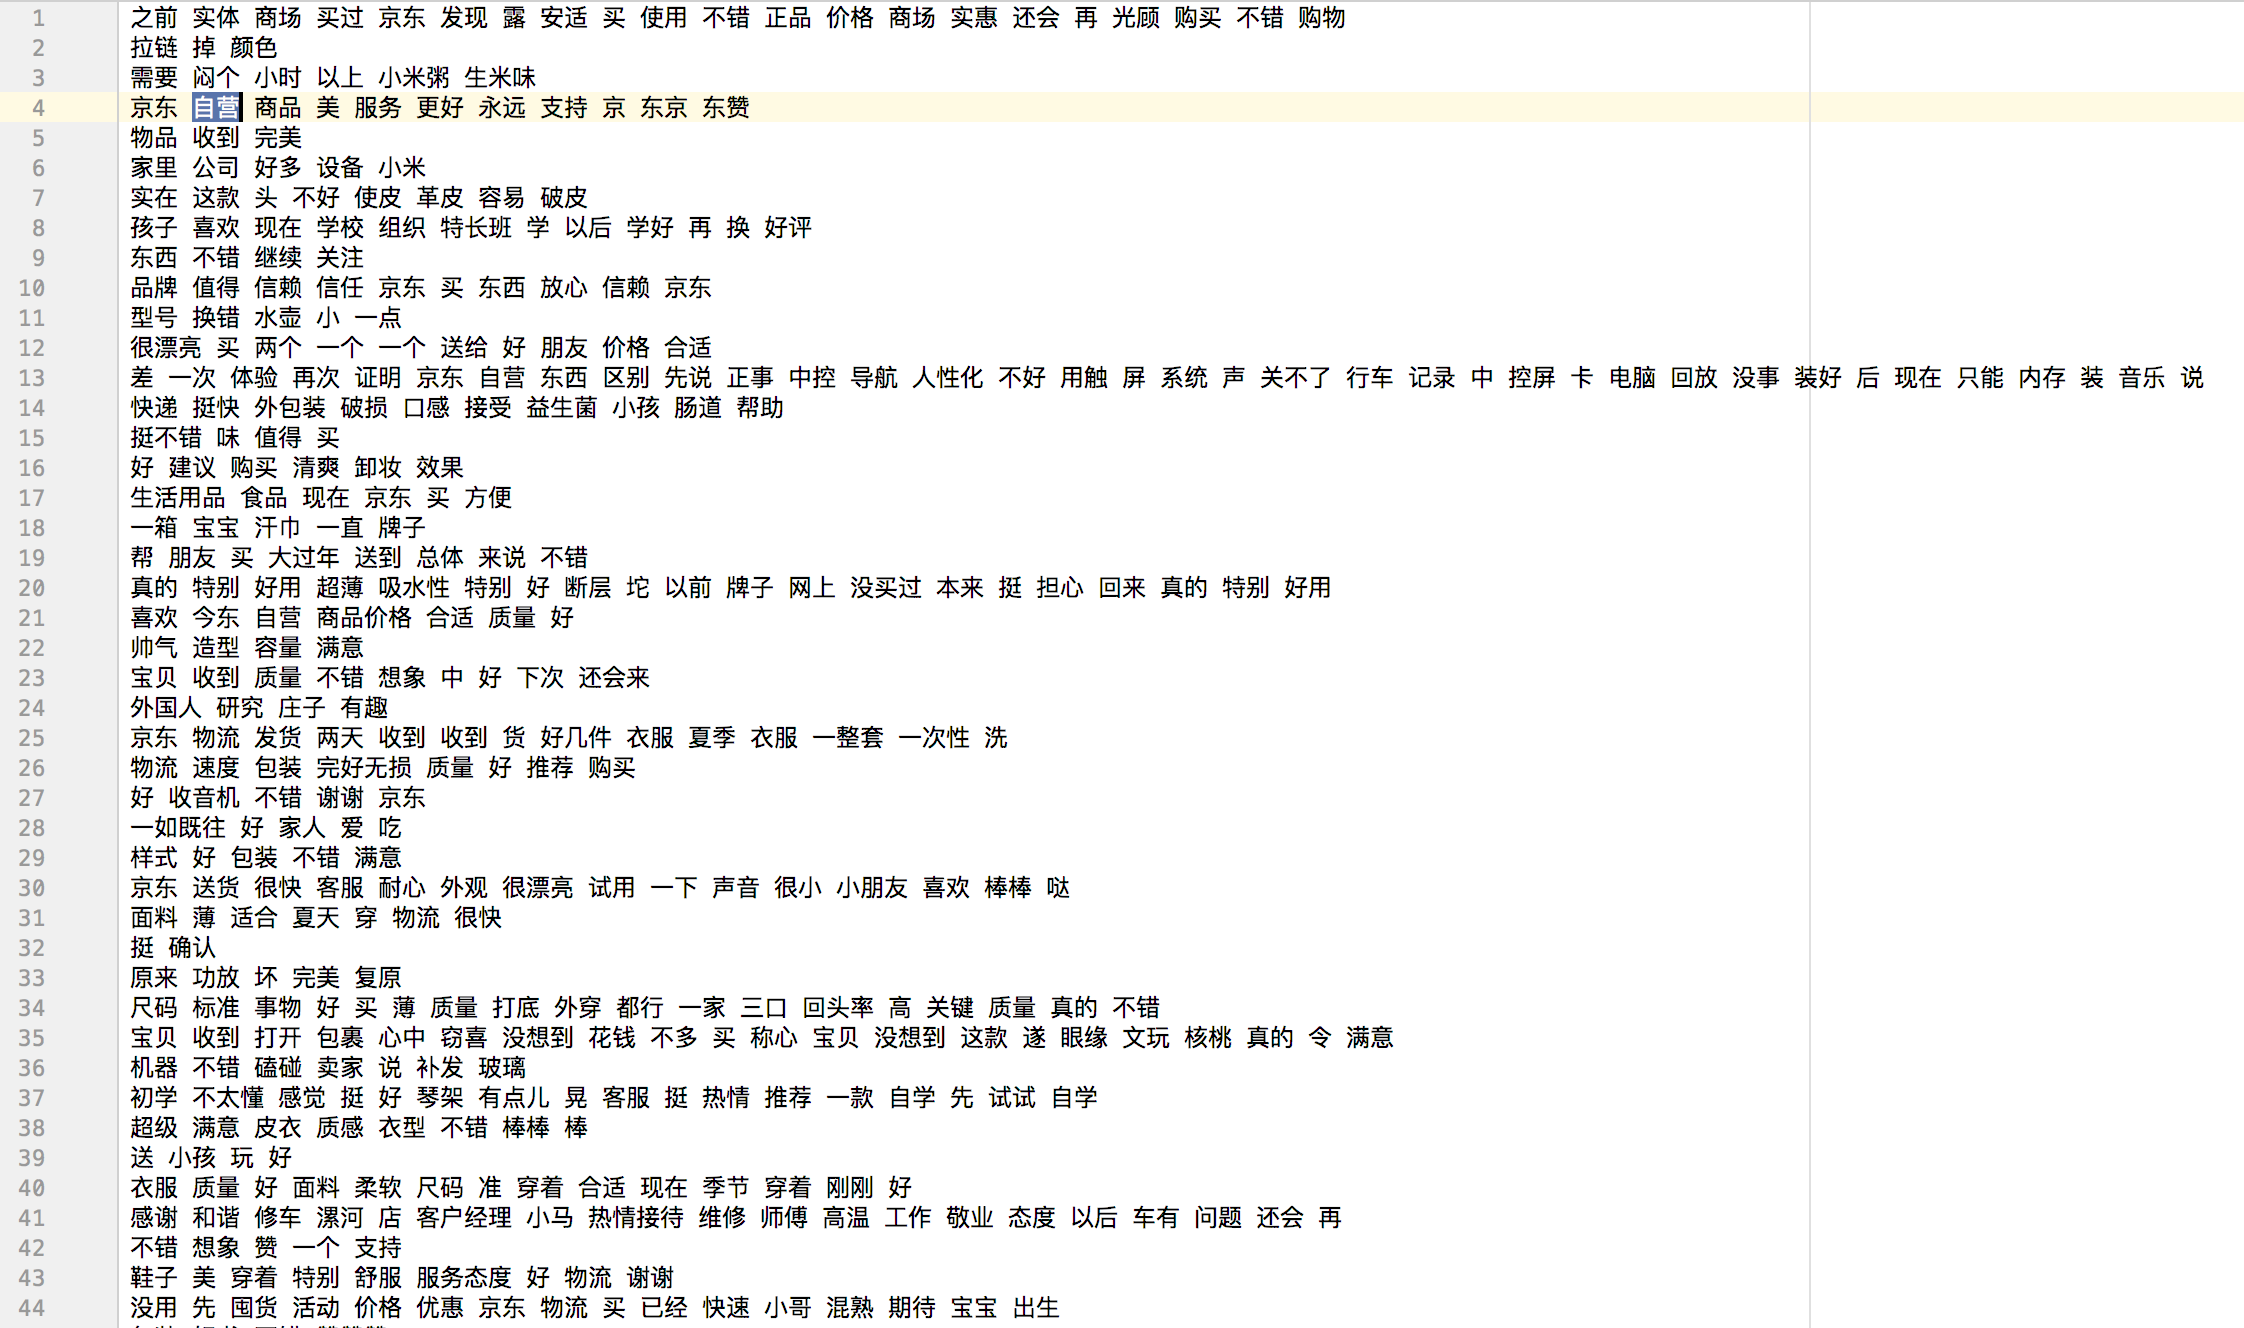 1 之前 实体 商场 买过 京东 发现 露 安适 买 使用 不错 正品 价格 商场 实惠 还会 再 光顾 购买 不错 购物
2 拉链 掉 颜色
3 需要 闷个 小时 以上 小米粥 生米味
4 京东 自营 商品 美 服务 更好 永远 支持 京 东京 东赞
5 物品 收到 完美
6 家里 公司 好多 设备 小米
7 实在 这款 头 不好 使皮 革皮 容易 破皮
8 孩子 喜欢 现在 学校 组织 特长班 学 以后 学好 再 换 好评
9 东西 不错 继续 关注
10 品牌 值得 信赖 信任 京东 买 东西 放心 信赖 京东
11 型号 换错 水壶 小 一点
12 很漂亮 买 两个 一个 一个 送给 好 朋友 价格 合适
13 差 一次 体验 再次 证明 京东 自营 东西 区别 先说 正事 中控 导航 人性化 不好 用触 屏 系统 声 关不了 行车 记录 中 控屏 卡 电脑 回放 没事 装好 后 现在 只能 内存 装 音乐 说
14 快递 挺快 外包装 破损 口感 接受 益生菌 小孩 肠道 帮助
15 挺不错 味 值得 买
16 好 建议 购买 清爽 卸妆 效果
17 生活用品 食品 现在 京东 买 方便
18 一箱 宝宝 汗巾 一直 牌子
19 帮 朋友 买 大过年 送到 总体 来说 不错
20 真的 特别 好用 超薄 吸水性 特别 好 断层 坨 以前 牌子 网上 没买过 本来 挺 担心 回来 真的 特别 好用
21 喜欢 今东 自营 商品价格 合适 质量 好
22 帅气 造型 容量 满意
23 宝贝 收到 质量 不错 想象 中 好 下次 还会来
24 外国人 研究 庄子 有趣
25 京东 物流 发货 两天 收到 收到 货 好几件 衣服 夏季 衣服 一整套 一次性 洗
26 物流 速度 包装 完好无损 质量 好 推荐 购买
27 好 收音机 不错 谢谢 京东
28 一如既往 好 家人 爱 吃
29 样式 好 包装 不错 满意
30 京东 送货 很快 客服 耐心 外观 很漂亮 试用 一下 声音 很小 小朋友 喜欢 棒棒 哒
31 面料 薄 适合 夏天 穿 物流 很快
32 挺 确认
33 原来 功放 坏 完美 复原
34 尺码 标准 事物 好 买 薄 质量 打底 外穿 都行 一家 三口 回头率 高 关键 质量 真的 不错
35 宝贝 收到 打开 包裹 心中 窃喜 没想到 花钱 不多 买 称心 宝贝 没想到 这款 遂 眼缘 文玩 核桃 真的 令 满意
36 机器 不错 磕碰 卖家 说 补发 玻璃
37 初学 不太懂 感觉 挺 好 琴架 有点儿 晃 客服 挺 热情 推荐 一款 自学 先 试试 自学
38 超级 满意 皮衣 质感 衣型 不错 棒棒 棒
39 送 小孩 玩 好
40 衣服 质量 好 面料 柔软 尺码 准 穿着 合适 现在 季节 穿着 刚刚 好
41 感谢 和谐 修车 漯河 店 客户经理 小马 热情接待 维修 师傅 高温 工作 敬业 态度 以后 车有 问题 还会 再
42 不错 想象 赞 一个 支持
43 鞋子 美 穿着 特别 舒服 服务态度 好 物流 谢谢
44 没用 先 囤货 活动 价格 优惠 京东 物流 买 已经 快速 小哥 混熟 期待 宝宝 出生